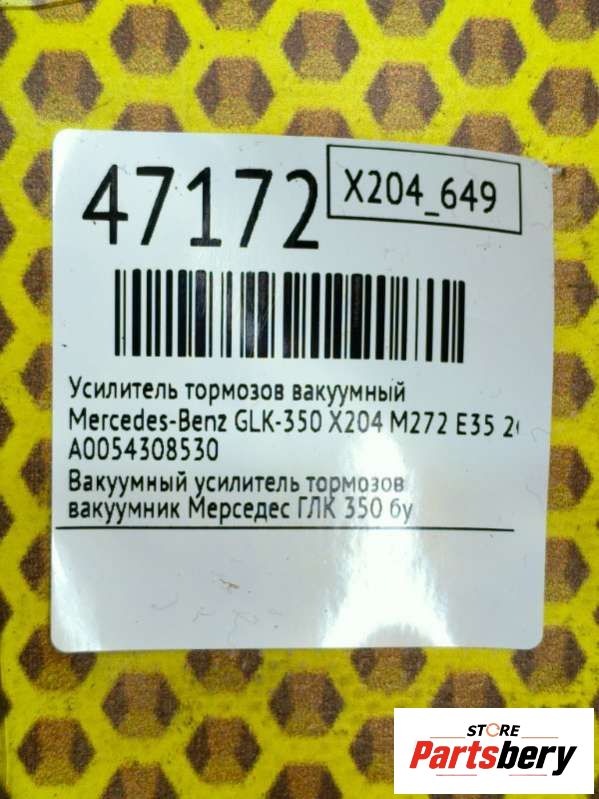 47172
X204_649
Усилитель тормозов вакуумный
Mercedes-Benz GLK-350 X204 M272 E35
A0054308530
Вакуумный усилитель тормозов
вакуумник Мерседес ГЛК 350 бу
STORE
Partsbery